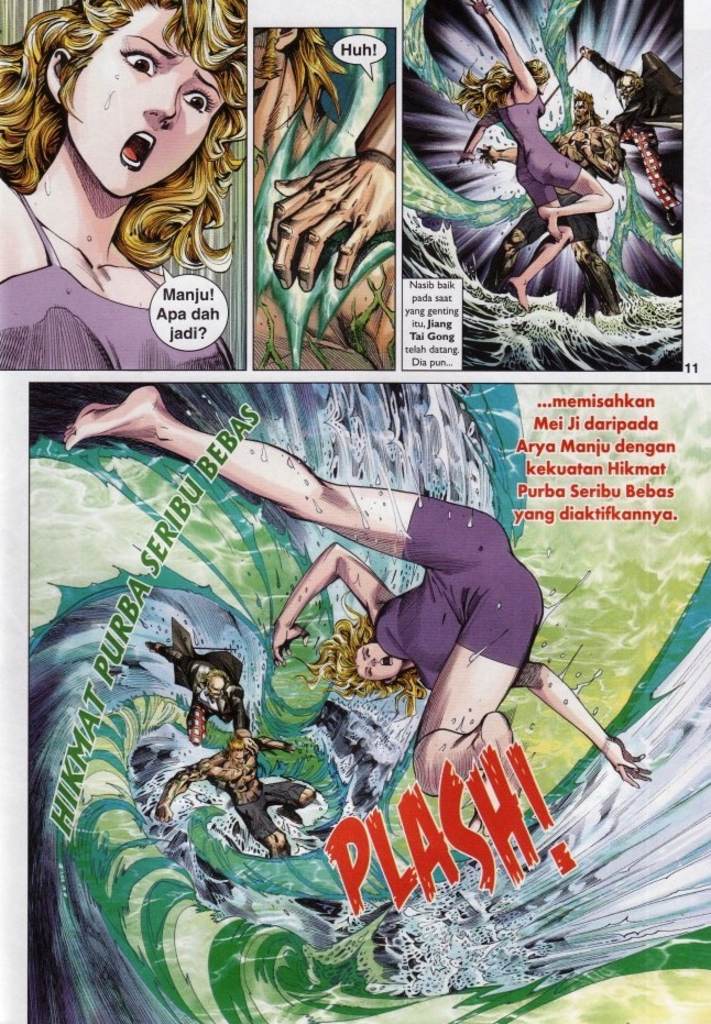 Manju!
Apa dah
jadi?
Huh!
Nasib baik
pada saat
yang genting
itu, Jiang
Tai Gong
telah datang.
Dia pun...
11
...memisahkan
Mei Ji daripada
Arya Manju dengan
kekuatan Hikmat
Purba Seribu Bebas
yang diaktifkannya.
HIKMAT PURBA SERIBU BEBAS
PLASH!